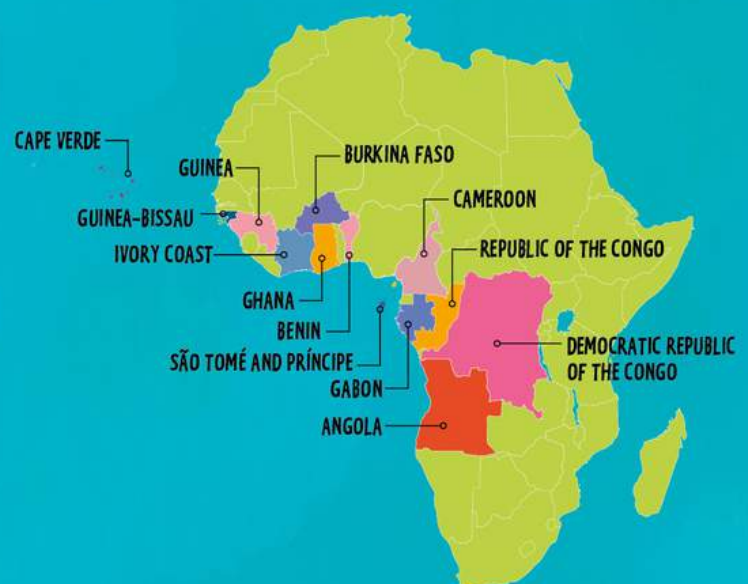 CAPE VERDE
GUINEA
BURKINA FASO
CAMEROON
GUINEA-BISSAU
REPUBLIC OF THE CONGO
IVORY COAST
GHANA
BENIN
SÃO TOMÉ AND PRÍNCIPE
DEMOCRATIC REPUBLIC
OF THE CONGO
GABON
ANGOLA